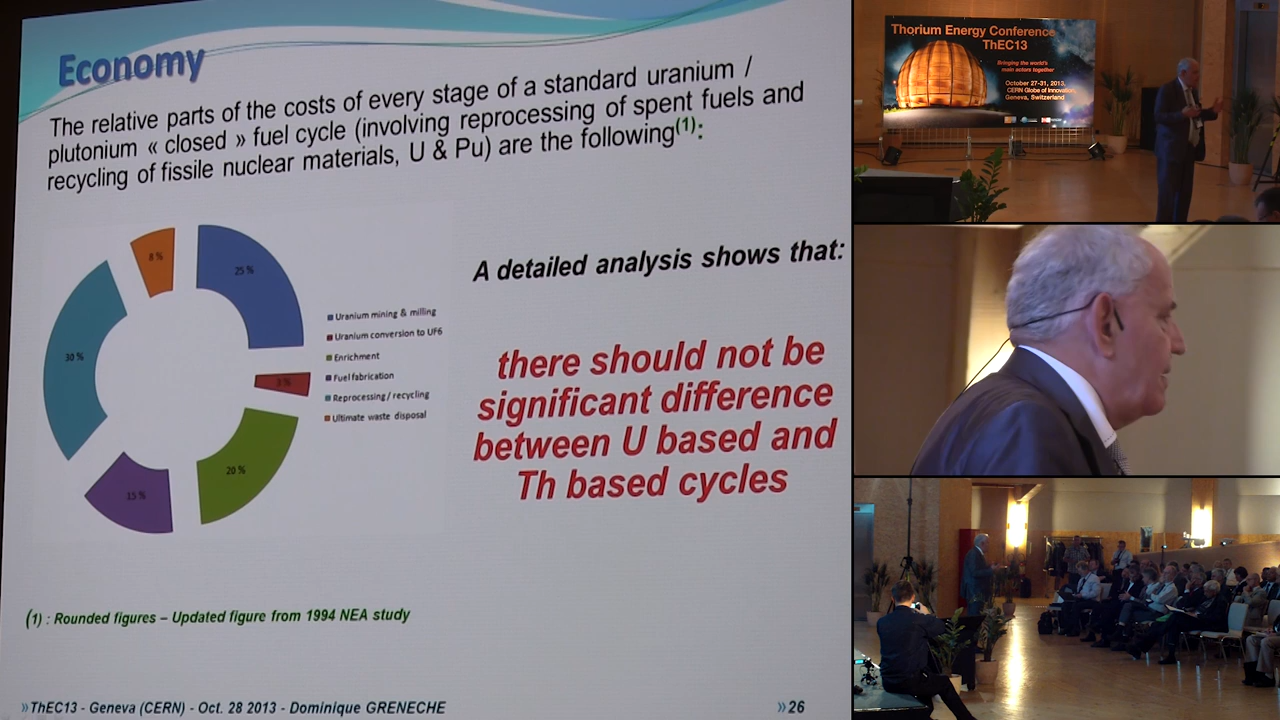 Economy
The relative parts of the costs of every stage of a standard uranium /
plutonium « closed » fuel cycle (involving reprocessing of spent fuels and
recycling of fissile nuclear materials, U & Pu) are the following(1):
8 %
25 %
30 %
3 %
20 %
15 %
Uranium mining & milling
Uranium conversion to UF6
Enrichment
Fuel fabrication
Reprocessing / recycling
Ultimate waste disposal
A detailed analysis shows that:
there should not be
significant difference
between U based and
Th based cycles
(1) : Rounded figures – Updated figure from 1994 NEA study
»ThEC13 - Geneva (CERN) - Oct. 28 2013 - Dominique GRENECHE
»26
Thorium Energy Conference
ThEC13
Bringing the world's
main actors together
October 27-31, 2013,
CERN Globe of Innovation,
Geneva, Switzerland